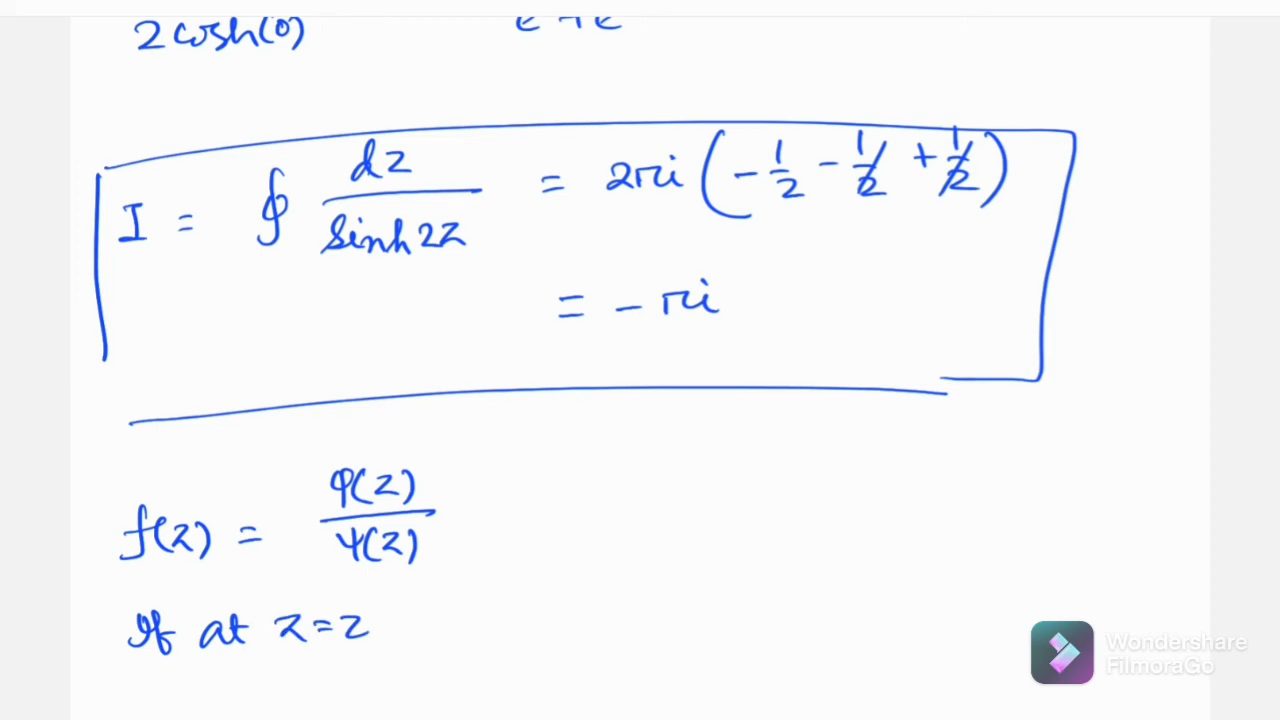 2cosh(0)
I = ∮ dz / sinh2z = 2πi ( - 1/2 - 1/2 + 1/2 )
= - πi
f(z) = φ(z) / ψ(z)
If at z=z
Wondershare
FilmoraGo